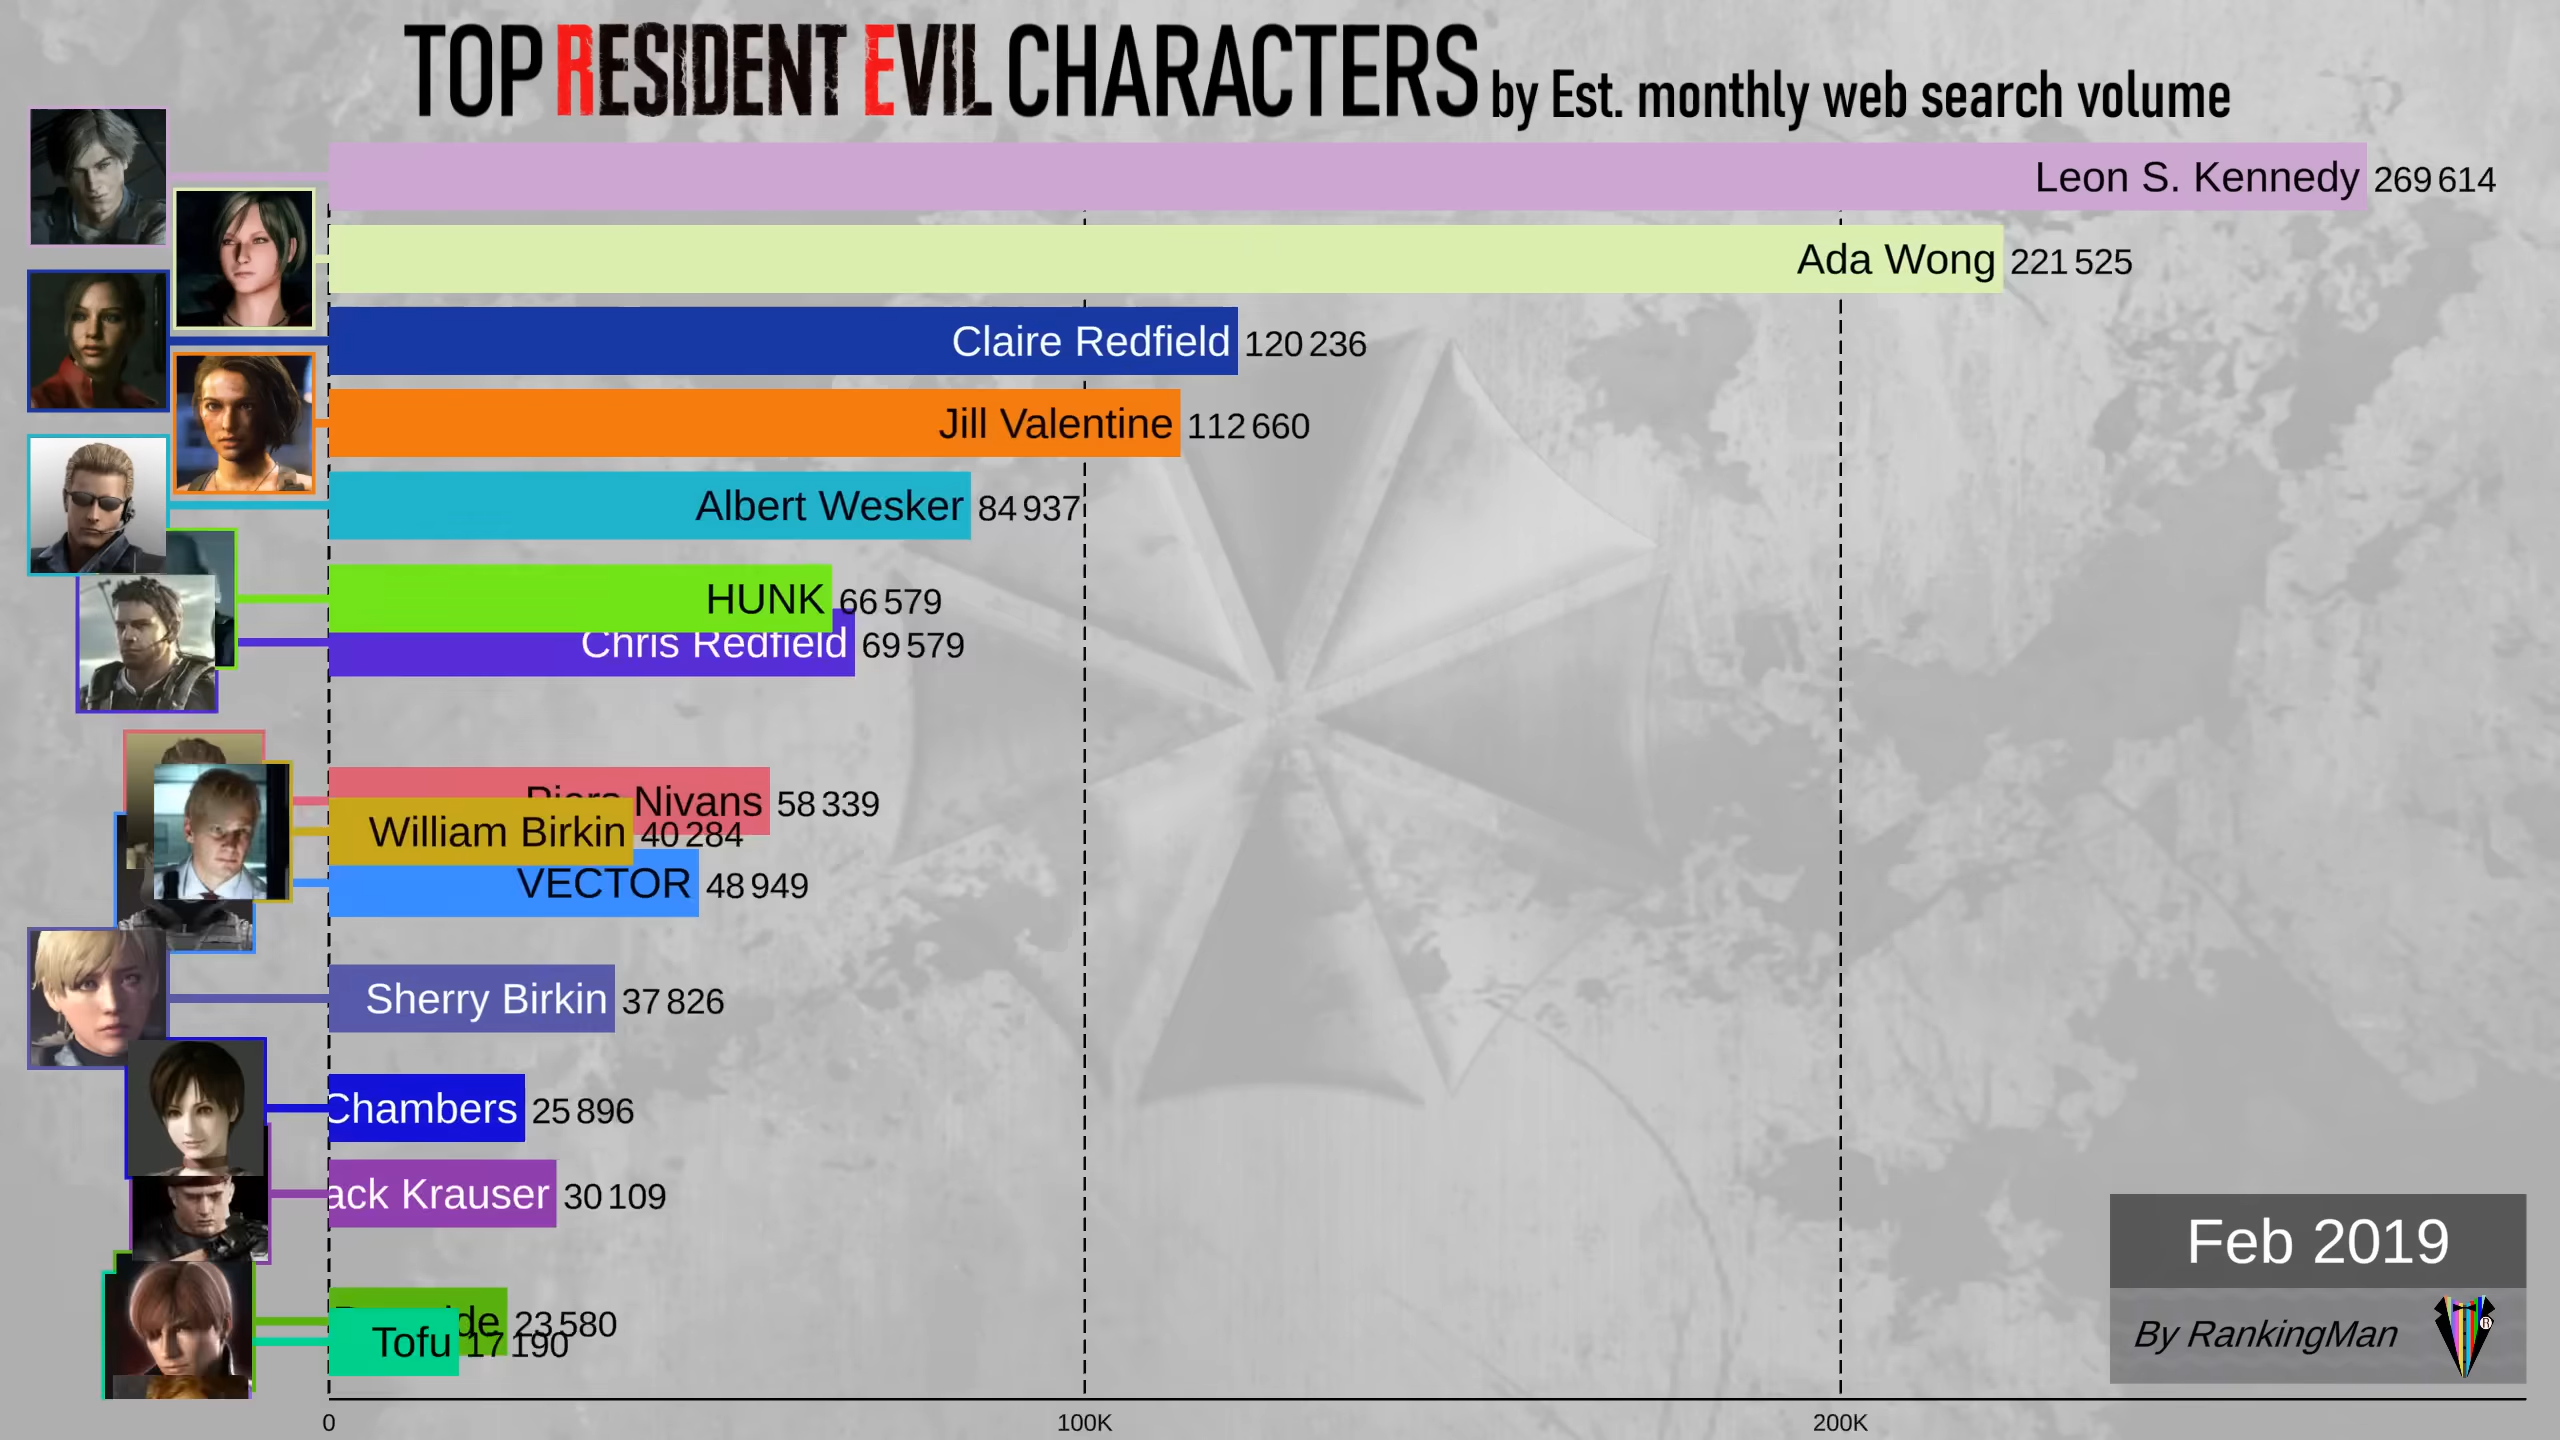 TOP RESIDENT EVIL CHARACTERS by Est. monthly web search volume
Leon S. Kennedy 269 614
Ada Wong 221 525
Claire Redfield 120 236
Jill Valentine 112 660
Albert Wesker 84 937
HUNK 66 579
Chris Redfield 69 579
Nivans 58 339
William Birkin 40 284
VECTOR 48 949
Sherry Birkin 37 826
Chambers 25 896
ack Krauser 30 109
de 23 580
Tofu 17 190
Feb 2019
By RankingMan
R
0 100K 200K